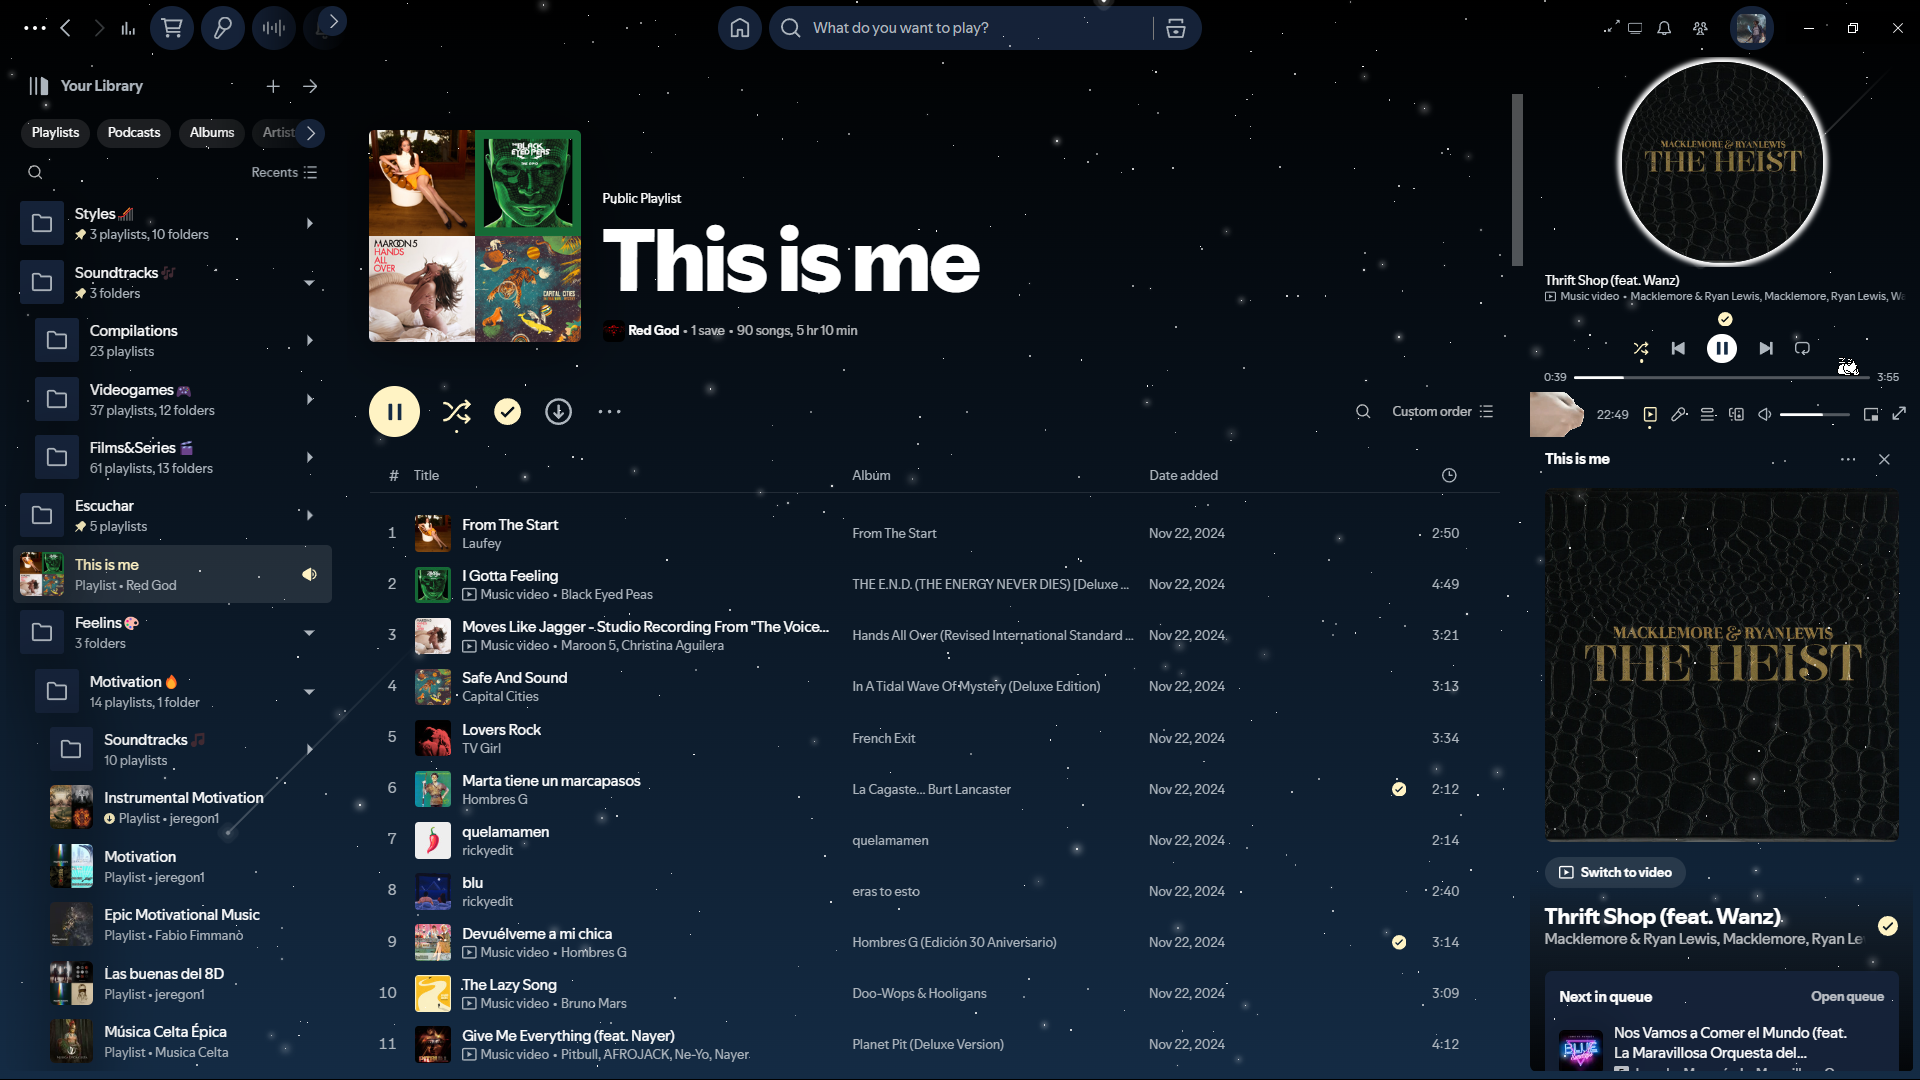 What do you want to play?
Your Library
Playlists
Podcasts
Albums
Artist
Recents
Styles
3 playlists, 10 folders
Soundtracks
3 folders
Compilations
23 playlists
Videogames
37 playlists, 12 folders
Films&Series
61 playlists, 13 folders
Escuchar
5 playlists
This is me
Playlist • Red God
Feelins
3 folders
Motivation
14 playlists, 1 folder
Soundtracks
10 playlists
Instrumental Motivation
Playlist • jeregon1
Motivation
Playlist • jeregon1
Epic Motivational Music
Playlist • Fabio Fimmanò
Las buenas del 8D
Playlist • jeregon1
Música Celta Épica
Playlist • Musica Celta
THE BLACK EYED PEAS
THE E.N.D.
MAROON 5
HANDS ALL OVER
CAPITAL CITIES
Public Playlist
This is me
Red God • 1 save • 90 songs, 5 hr 10 min
Custom order
# Title Album Date added
1 From The Start Laufey From The Start Nov 22, 2024 2:50
2 I Gotta Feeling Music video • Black Eyed Peas THE E.N.D. (THE ENERGY NEVER DIES) [Deluxe ... Nov 22, 2024 4:49
3 Moves Like Jagger - Studio Recording From "The Voice... Music video • Maroon 5, Christina Aguilera Hands All Over (Revised International Standard ... Nov 22, 2024 3:21
4 Safe And Sound Capital Cities In A Tidal Wave Of Mystery (Deluxe Edition) Nov 22, 2024 3:13
5 Lovers Rock TV Girl French Exit Nov 22, 2024 3:34
6 Marta tiene un marcapasos Hombres G La Cagaste... Burt Lancaster Nov 22, 2024 2:12
7 quelamamen rickyedit quelamamen Nov 22, 2024 2:14
8 blu rickyedit eras to esto Nov 22, 2024 2:40
9 Devuélveme a mi chica Music video • Hombres G Hombres G (Edición 30 Aniversario) Nov 22, 2024 3:14
10 The Lazy Song Music video • Bruno Mars Doo-Wops & Hooligans Nov 22, 2024 3:09
11 Give Me Everything (feat. Nayer) Music video • Pitbull, AFROJACK, Ne-Yo, Nayer Planet Pit (Deluxe Version) Nov 22, 2024 4:12
MACKLEMORE & RYAN LEWIS
THE HEIST
Thrift Shop (feat. Wanz)
Music video • Macklemore & Ryan Lewis, Macklemore, Ryan Lewis, W
0:39 3:55
22:49
This is me
MACKLEMORE & RYAN LEWIS
THE HEIST
Switch to video
Thrift Shop (feat. Wanz)
Macklemore & Ryan Lewis, Macklemore, Ryan Le
Next in queue
Open queue
BLUE
Nos Vamos a Comer el Mundo (feat.
La Maravillosa Orquesta del...